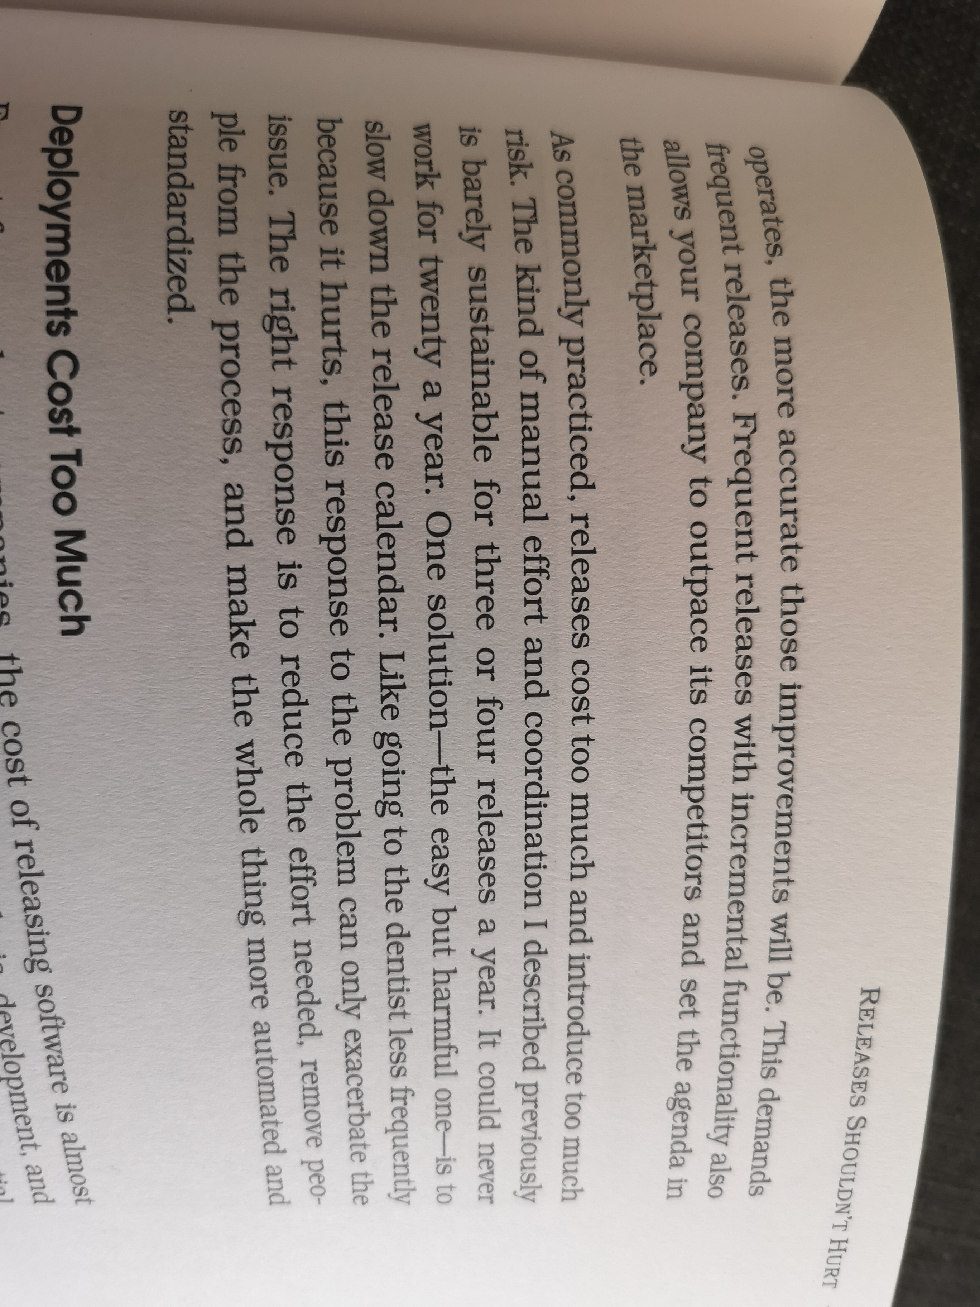 RELEASES SHOULDN'T HURT
operates, the more accurate those improvements will be. This demands
frequent releases. Frequent releases with incremental functionality also
allows your company to outpace its competitors and set the agenda in
the marketplace.
As commonly practiced, releases cost too much and introduce too much
risk. The kind of manual effort and coordination I described previously
is barely sustainable for three or four releases a year. It could never
work for twenty a year. One solution—the easy but harmful one—is to
slow down the release calendar. Like going to the dentist less frequently
because it hurts, this response to the problem can only exacerbate the
issue. The right response is to reduce the effort needed, remove peo-
ple from the process, and make the whole thing more automated and
standardized.
Deployments Cost Too Much
the cost of releasing software is almost
development, and